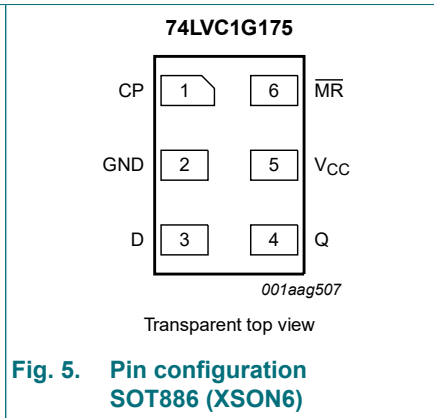 74LVC1G175
CP 1 6 M̅R̅
GND 2 5 VCC
D 3 4 Q
001aag507
Transparent top view
Fig. 5. Pin configuration
SOT886 (XSON6)